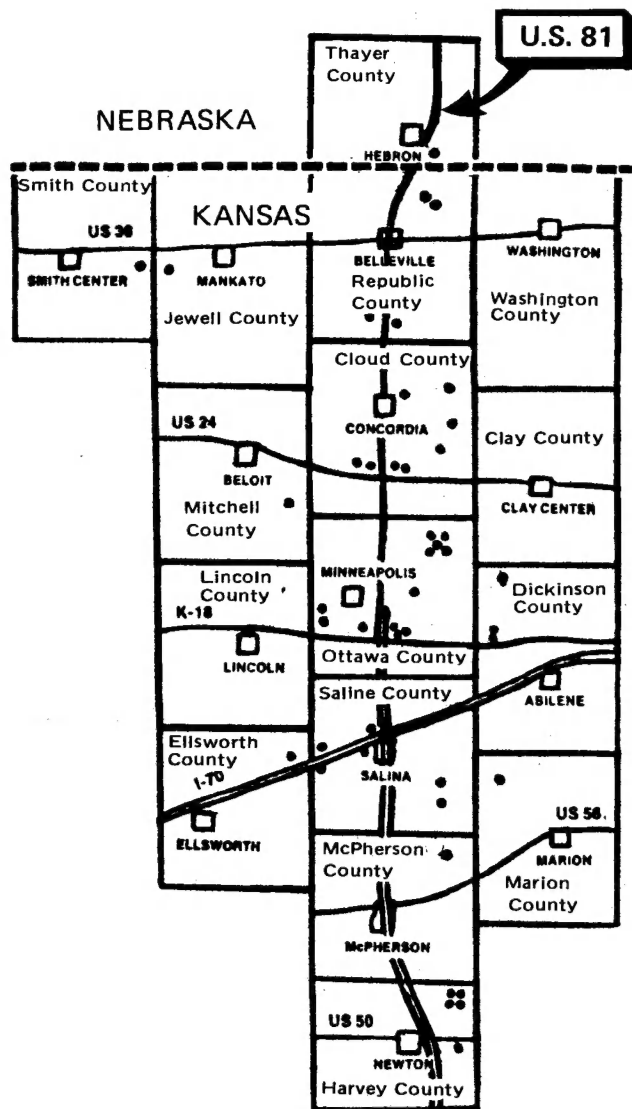 U.S. 81
Thayer
County
NEBRASKA
HEBRON
Smith County
KANSAS
US 36
SMITH CENTER
MANKATO
BELLEVILLE
WASHINGTON
Republic
County
Washington
County
Jewell County
Cloud County
US 24
CONCORDIA
Clay County
BELOIT
CLAY CENTER
Mitchell
County
MINNEAPOLIS
Lincoln
County
Dickinson
County
K-18
LINCOLN
Ottawa County
Saline County
ABILENE
Ellsworth
County
I-70
SALINA
ELLSWORTH
US 56
McPherson
County
MARION
Marion
County
McPHERSON
US 50
NEWTON
Harvey County